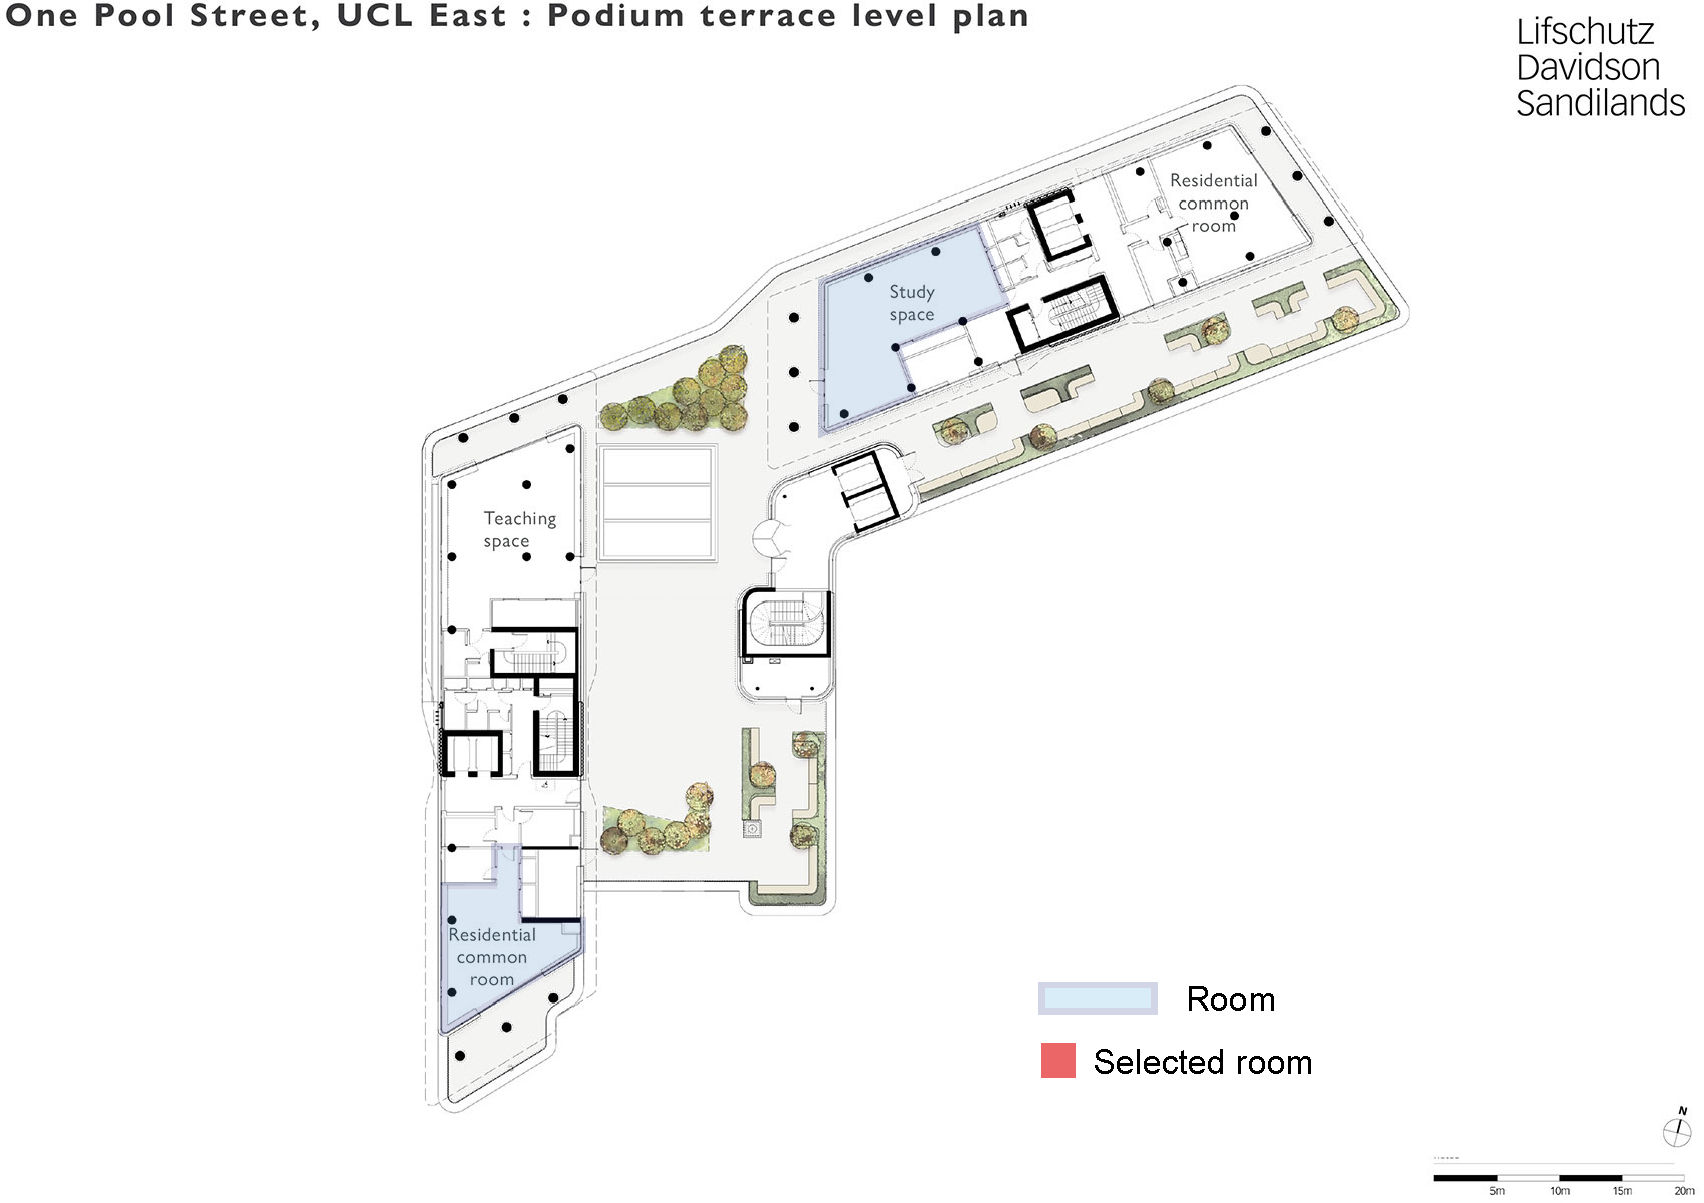 One Pool Street, UCL East : Podium terrace level plan
Lifschutz
Davidson
Sandilands
Residential
common
room
Study
space
Teaching
space
Residential
common
room
Room
Selected room
N
5m 10m 15m 20m